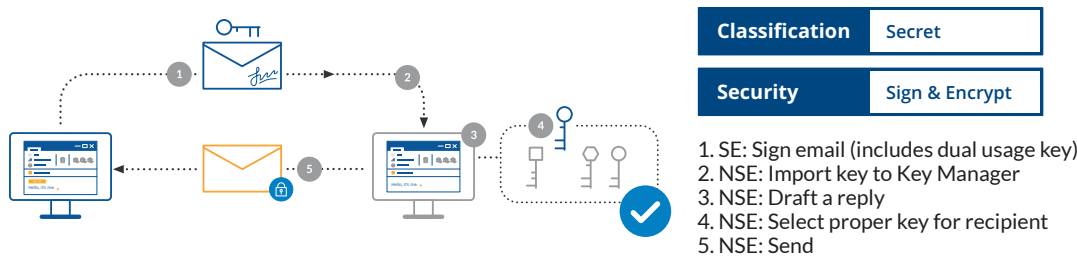 1
2
3
4
5
Hello, it's me.
Hello, it's me.
Classification Secret
Security Sign & Encrypt
1. SE: Sign email (includes dual usage key)
2. NSE: Import key to Key Manager
3. NSE: Draft a reply
4. NSE: Select proper key for recipient
5. NSE: Send